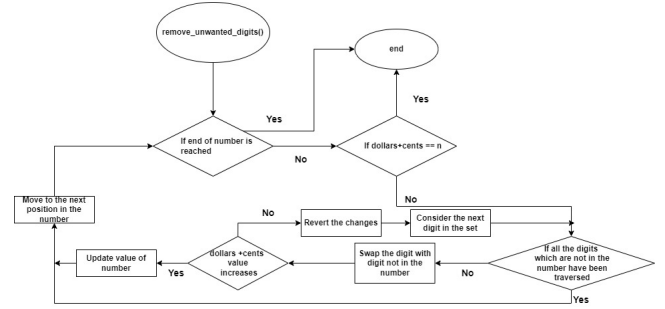 remove_unwanted_digits()
end
Yes
Yes
If end of number is
reached
No
If dollars+cents == n
No
Move to the next
position in the
number
No
Revert the changes
Consider the next
digit in the set
Update value of
number
Yes
dollars +cents
value
increases
Swap the digit with
digit not in the
number
No
If all the digits
which are not in the
number have been
traversed
Yes